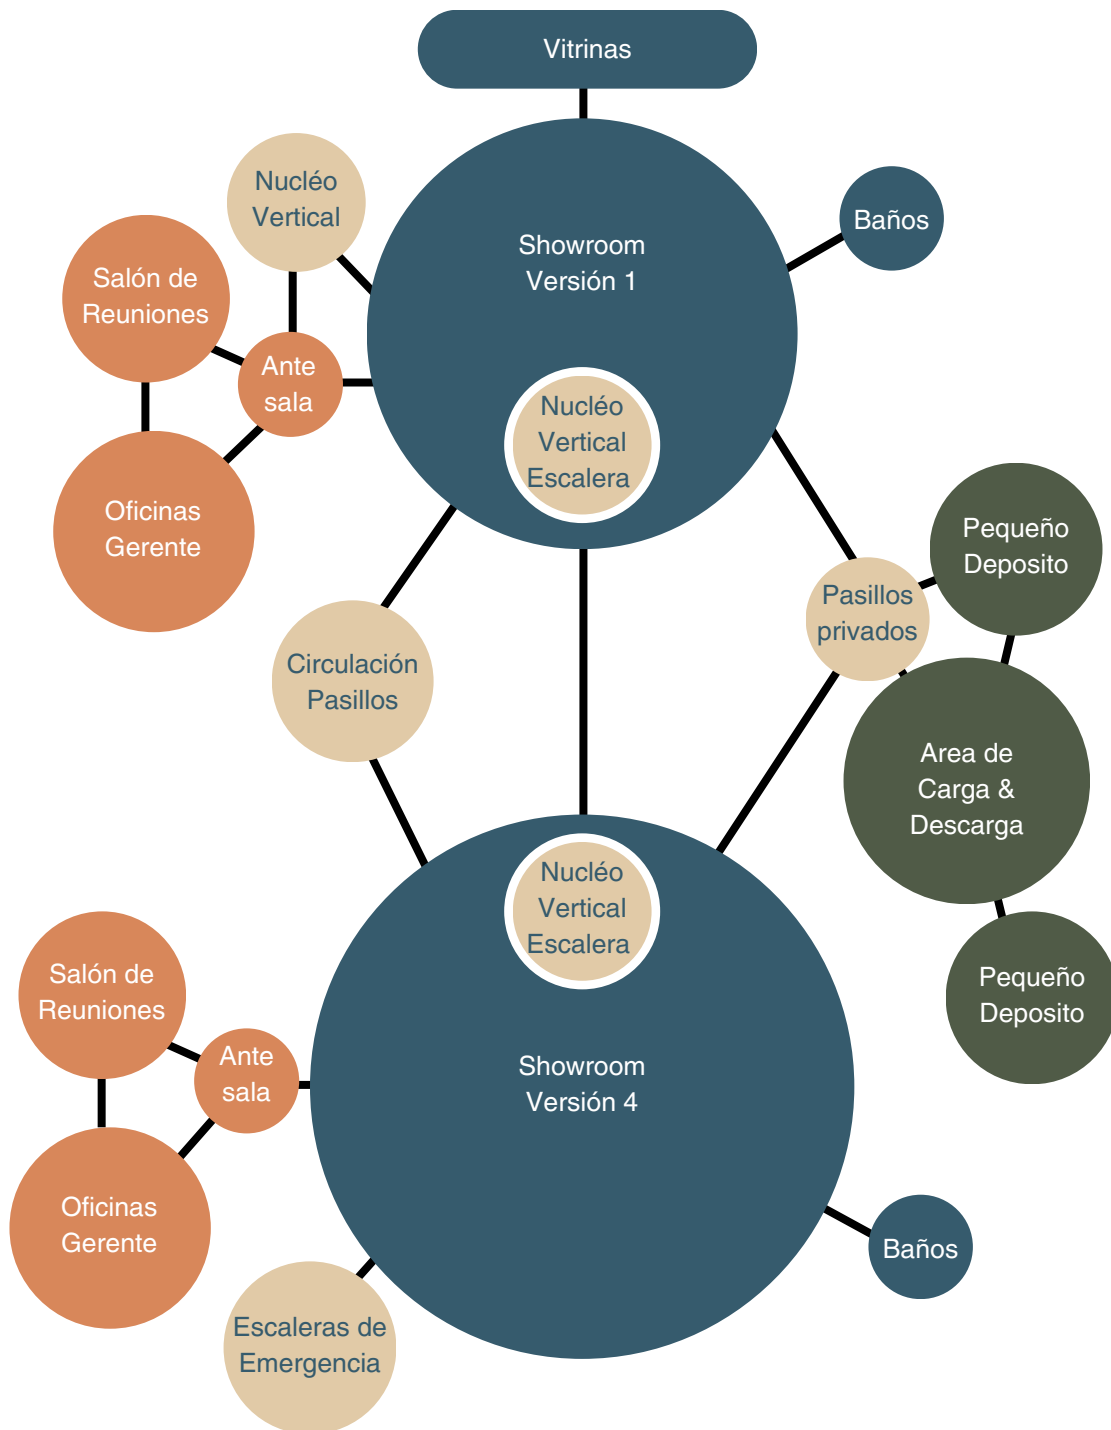 Vitrinas
Nucléo
Vertical
Baños
Showroom
Versión 1
Salón de
Reuniones
Ante
sala
Nucléo
Vertical
Escalera
Oficinas
Gerente
Pequeño
Deposito
Pasillos
privados
Circulación
Pasillos
Area de
Carga &
Descarga
Nucléo
Vertical
Escalera
Salón de
Reuniones
Pequeño
Deposito
Ante
sala
Showroom
Versión 4
Oficinas
Gerente
Baños
Escaleras de
Emergencia